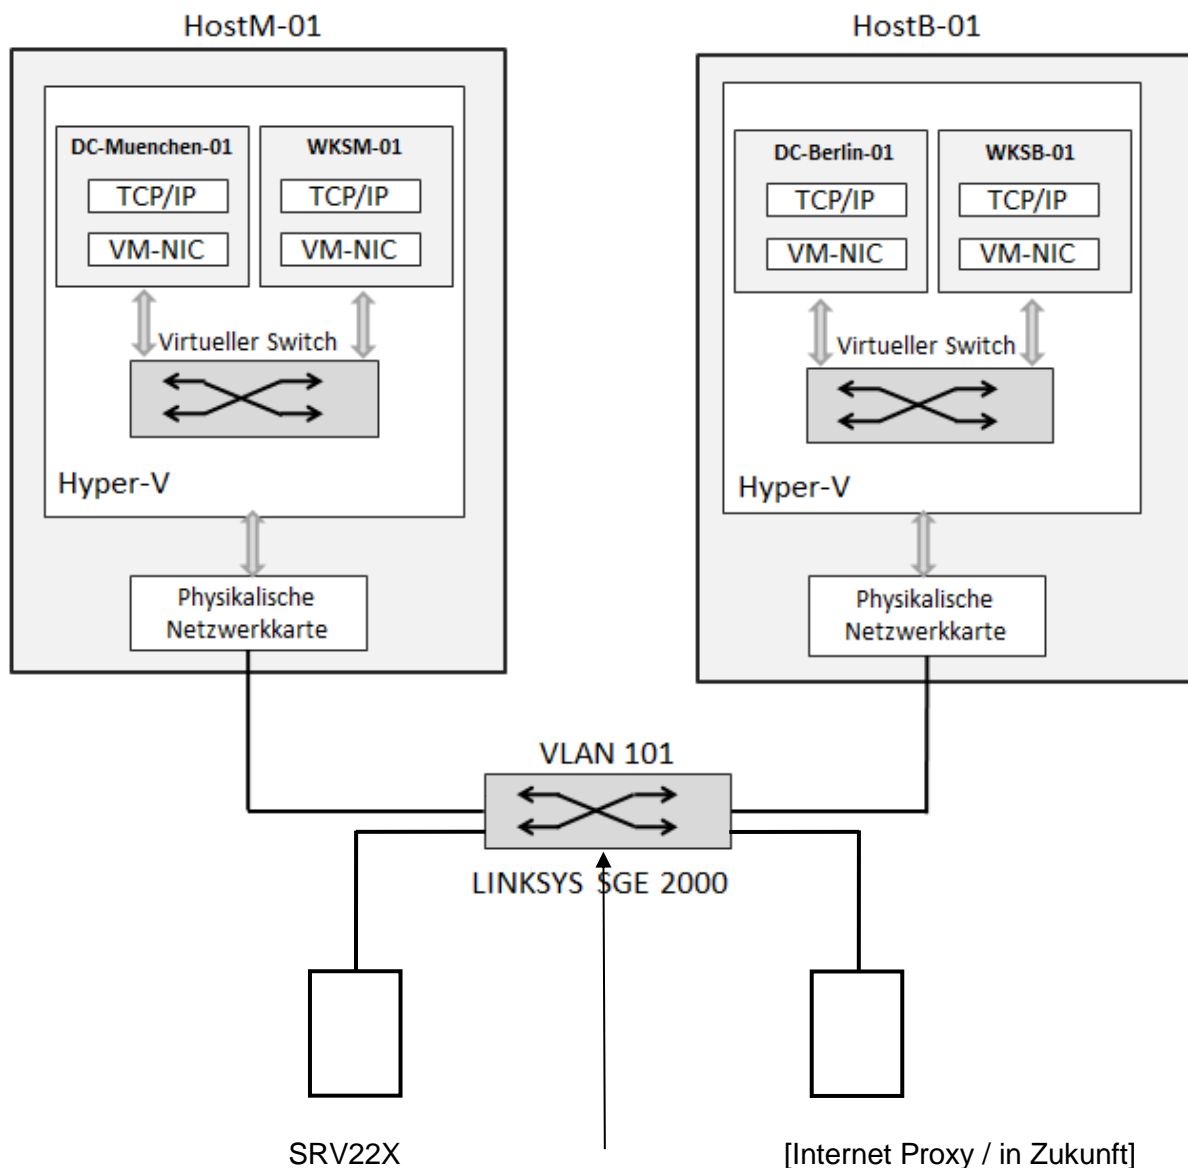 HostM-01
HostB-01
DC-Muenchen-01
TCP/IP
VM-NIC
WKSM-01
TCP/IP
VM-NIC
Virtueller Switch
Hyper-V
Physikalische
Netzwerkkarte
DC-Berlin-01
TCP/IP
VM-NIC
WKSB-01
TCP/IP
VM-NIC
Virtueller Switch
Hyper-V
Physikalische
Netzwerkkarte
VLAN 101
LINKSYS SGE 2000
SRV22X
[Internet Proxy / in Zukunft]